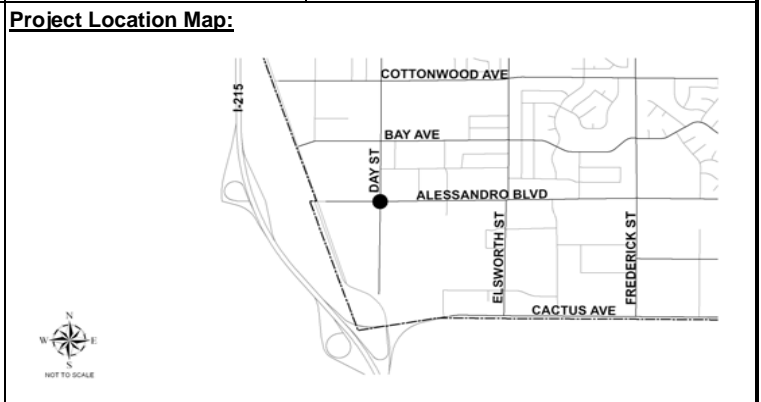 Project Location Map:
COTTONWOOD AVE
I-215
BAY AVE
DAY ST
ALESSANDRO BLVD
ELSWORTH ST
FREDERICK ST
CACTUS AVE
N
W E
S
NOT TO SCALE